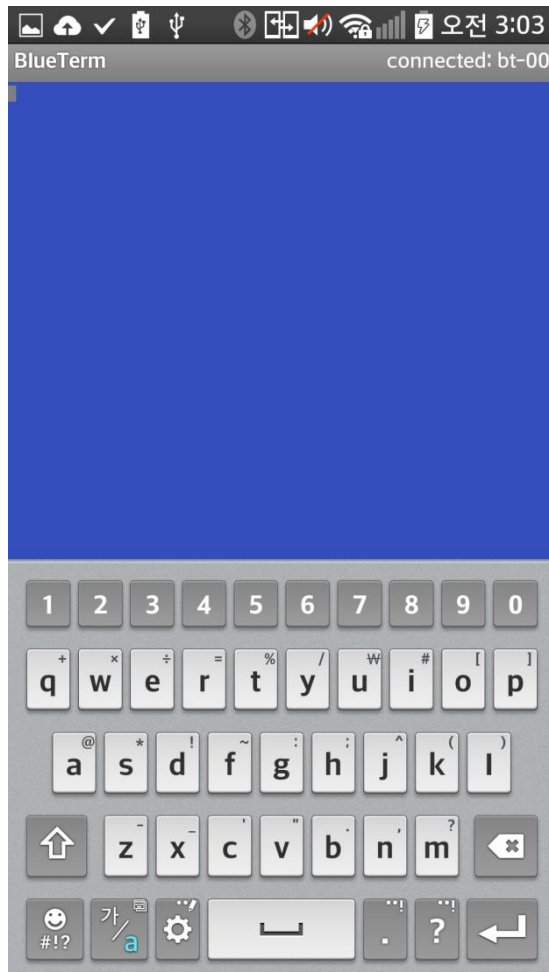 오전 3:03
BlueTerm connected: bt-00
1 2 3 4 5 6 7 8 9 0
+ × ÷ = % / ₩ # [ ]
q w e r t y u i o p
@ * ! ~ : ; ^ ( )
a s d f g h j k l
- _ ' " . , ?
z x c v b n m
#!? 가/a . ?